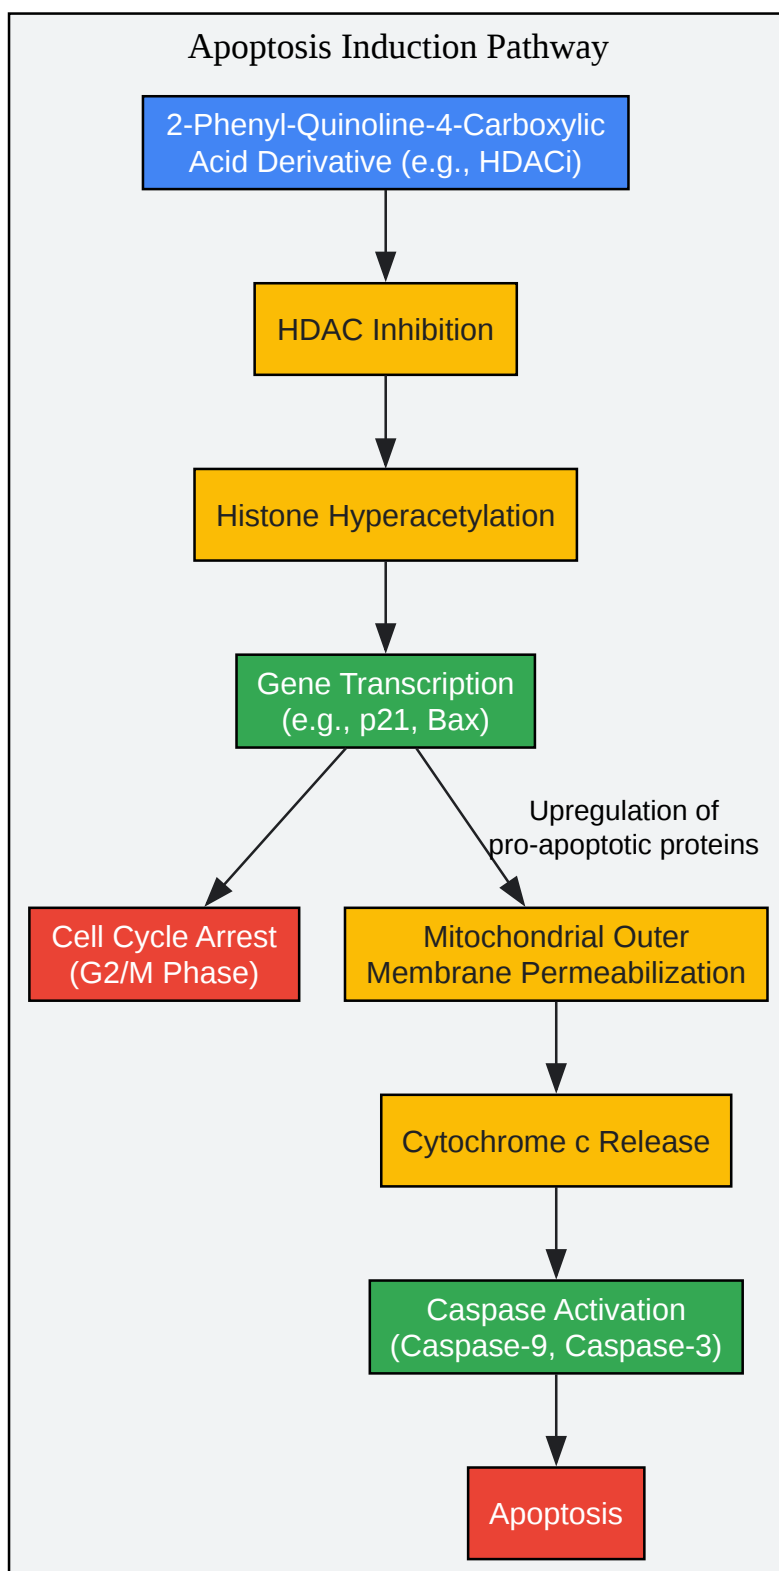 Apoptosis Induction Pathway
2-Phenyl-Quinoline-4-Carboxylic
Acid Derivative (e.g., HDACi)
HDAC Inhibition
Histone Hyperacetylation
Gene Transcription
(e.g., p21, Bax)
Upregulation of
pro-apoptotic proteins
Cell Cycle Arrest
(G2/M Phase)
Mitochondrial Outer
Membrane Permeabilization
Cytochrome c Release
Caspase Activation
(Caspase-9, Caspase-3)
Apoptosis